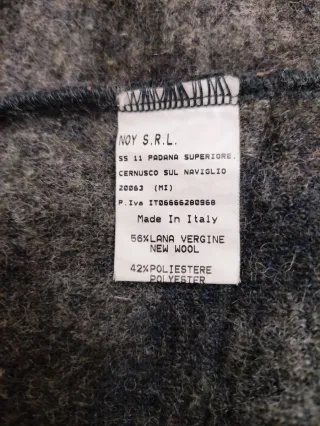 NOY S.R.L.
SS 11 PADANA SUPERIORE,
CERNUSCO SUL NAVIGLIO
20063 (MI)
P.Iva IT06666280968
Made In Italy
56%LANA VERGINE
NEW WOOL
42%POLIESTERE
POLYESTER